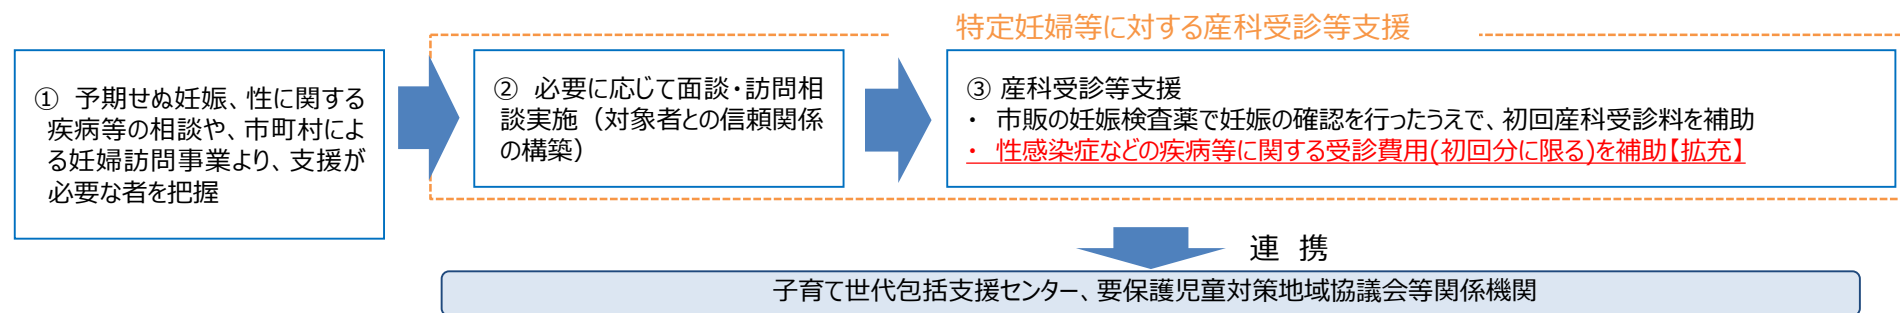 特定妊婦等に対する産科受診等支援
① 予期せぬ妊娠、性に関する
疾病等の相談や、市町村によ
る妊婦訪問事業より、支援が
必要な者を把握
② 必要に応じて面談・訪問相
談実施（対象者との信頼関係
の構築）
③ 産科受診等支援
・ 市販の妊娠検査薬で妊娠の確認を行ったうえで、初回産科受診料を補助
・ 性感染症などの疾病等に関する受診費用(初回分に限る)を補助【拡充】
連 携
子育て世代包括支援センター、要保護児童対策地域協議会等関係機関